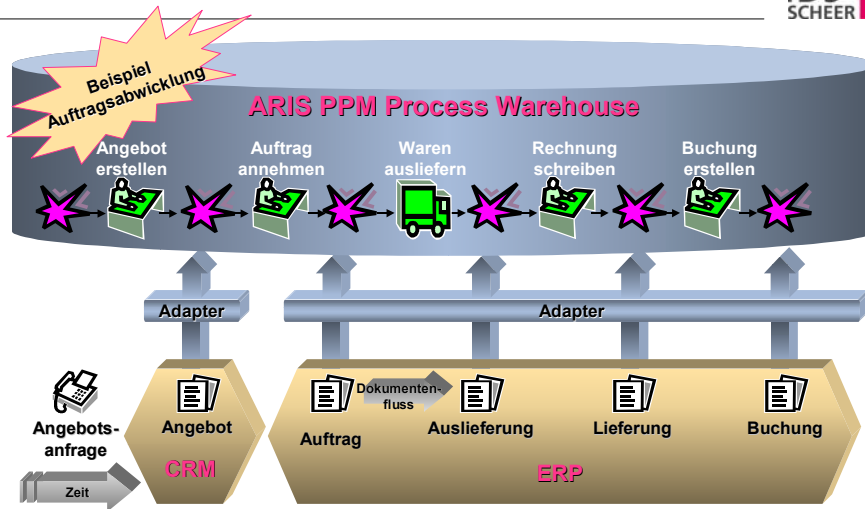 SCHEER
Beispiel
Auftragsabwicklung
ARIS PPM Process Warehouse
Angebot
erstellen
Auftrag
annehmen
Waren
ausliefern
Rechnung
schreiben
Buchung
erstellen
Adapter
Adapter
Angebots-
anfrage
Zeit
Angebot
CRM
Auftrag
Dokumenten-
fluss
Auslieferung
Lieferung
Buchung
ERP